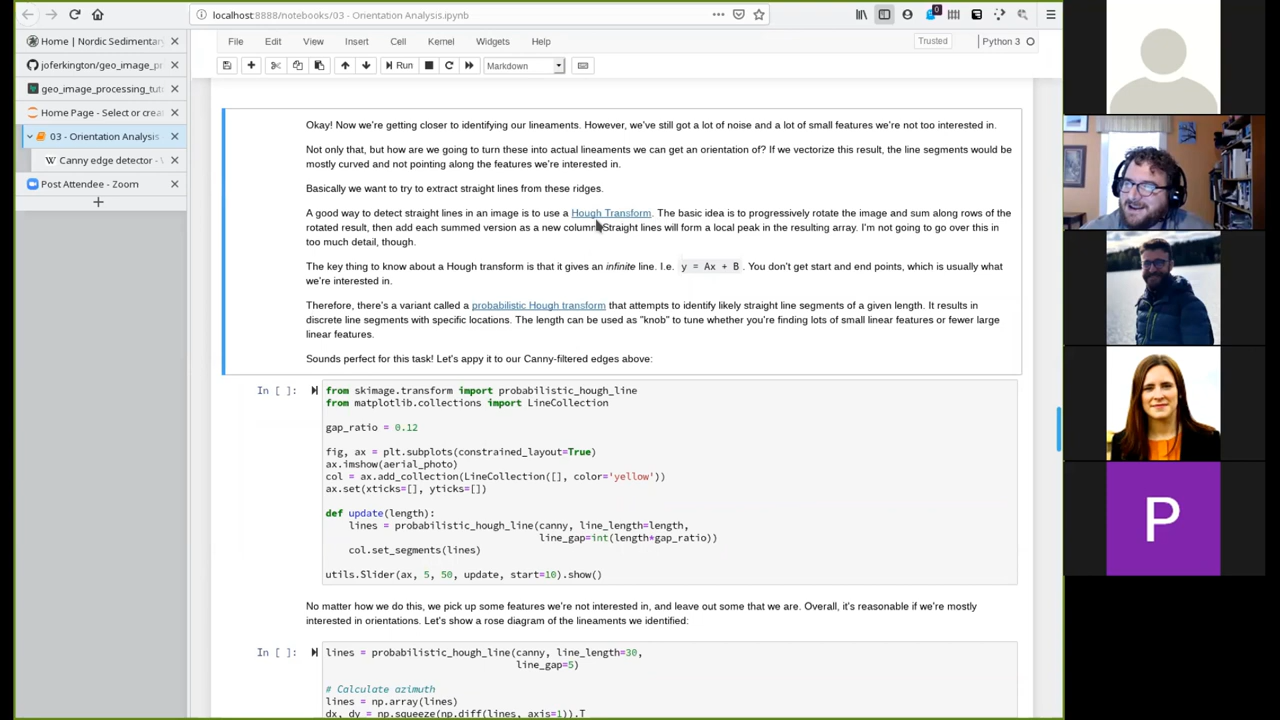 localhost:8888/notebooks/03 - Orientation Analysis.ipynb
0
Home | Nordic Sedimentar
joferkington/geo_image_pr
geo_image_processing_tut
Home Page - Select or crea
03 - Orientation Analysis
Canny edge detector -
Post Attendee - Zoom
File Edit View Insert Cell Kernel Widgets Help
Trusted Python 3
Run Markdown
Okay! Now we're getting closer to identifying our lineaments. However, we've still got a lot of noise and a lot of small features we're not too interested in.
Not only that, but how are we going to turn these into actual lineaments we can get an orientation of? If we vectorize this result, the line segments would be
mostly curved and not pointing along the features we're interested in.
Basically we want to try to extract straight lines from these ridges.
A good way to detect straight lines in an image is to use a Hough Transform. The basic idea is to progressively rotate the image and sum along rows of the
rotated result, then add each summed version as a new column. Straight lines will form a local peak in the resulting array. I'm not going to go over this in
too much detail, though.
The key thing to know about a Hough transform is that it gives an infinite line. I.e. y = Ax + B . You don't get start and end points, which is usually what
we're interested in.
Therefore, there's a variant called a probabilistic Hough transform that attempts to identify likely straight line segments of a given length. It results in
discrete line segments with specific locations. The length can be used as "knob" to tune whether you're finding lots of small linear features or fewer large
linear features.
Sounds perfect for this task! Let's appy it to our Canny-filtered edges above:
In [ ]: from skimage.transform import probabilistic_hough_line
from matplotlib.collections import LineCollection
gap_ratio = 0.12
fig, ax = plt.subplots(constrained_layout=True)
ax.imshow(aerial_photo)
col = ax.add_collection(LineCollection([], color='yellow'))
ax.set(xticks=[], yticks=[])
def update(length):
lines = probabilistic_hough_line(canny, line_length=length,
line_gap=int(length*gap_ratio))
col.set_segments(lines)
utils.Slider(ax, 5, 50, update, start=10).show()
No matter how we do this, we pick up some features we're not interested in, and leave out some that we are. Overall, it's reasonable if we're mostly
interested in orientations. Let's show a rose diagram of the lineaments we identified:
In [ ]: lines = probabilistic_hough_line(canny, line_length=30,
line_gap=5)
# Calculate azimuth
lines = np.array(lines)
dx, dy = np.squeeze(np.diff(lines, axis=1)).T
P